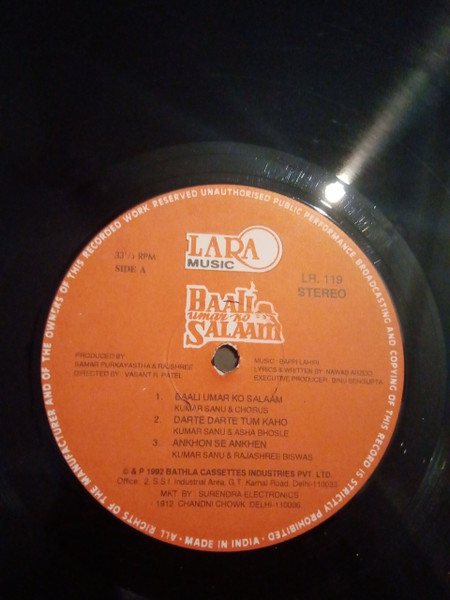 ALL RIGHTS OF THE MANUFACTURER AND OF THE OWNERS OF THIS RECORDED WORK RESERVED UNAUTHORISED PUBLIC PERFORMANCE BROADCASTING AND COPYING OF THIS RECORD IS STRICTLY PROHIBITED.
LARA
MUSIC
33⅓ RPM
SIDE A
LR. 119
STEREO
BAALI
umar ko
SALAAM
PRODUCED BY
SAMAR PURKAYASTHA & RAJSHREE
DIRECTED BY : VASANT R. PATEL
MUSIC : BAPPI LAHIRI
LYRICS & WRITTEN BY : NAWAB ARZOO
EXECUTIVE PRODUCER : BINU SENGUPTA
1. BAALI UMAR KO SALAAM
KUMAR SANU & CHORUS
2. DARTE DARTE TUM KAHO
KUMAR SANU & ASHA BHOSLE
3. ANKHON SE ANKHEN
KUMAR SANU & RAJASHREE BISWAS
© & P 1992 BATHLA CASSETTES INDUSTRIES PVT. LTD.
Office : 2, S.S.I. Industrial Area, G.T. Karnal Road, Delhi-110033
MKT BY : SURENDRA ELECTRONICS
1912, CHANDNI CHOWK, DELHI-110006
• MADE IN INDIA •